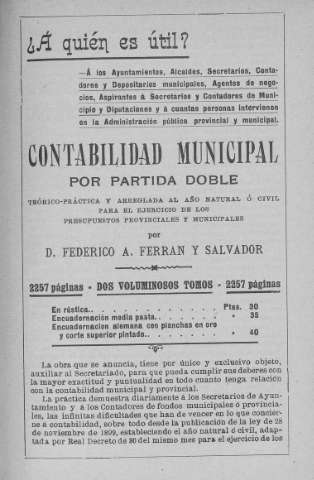 ¿Á quién es útil?
—Á los Ayuntamientos, Alcaldes, Secretarios, Conta-
dores y Depositarios municipales, Agentes de nego-
cios, Aspirantes á Secretarios y Contadores de Muni-
cipio y Diputaciones y á cuantas personas intervienen
en la Administración pública provincial y municipal.
CONTABILIDAD MUNICIPAL
POR PARTIDA DOBLE
TEÓRICO-PRÁCTICA Y ARREGLADA AL AÑO NATURAL Ó CIVIL
PARA EL EJERCICIO DE LOS
PRESUPUESTOS PROVINCIALES Y MUNICIPALES
por
D. FEDERICO A. FERRAN Y SALVADOR
2257 páginas - DOS VOLUMINOSOS TOMOS - 2257 páginas
En rústica.. . . . . . . . . . Ptas. 30
Encuadernación media pasta.. . . . . . » 35
Encuadernacion alemana con planchas en oro
y corte superior pintado.. . . . . . . » 40
La obra que se anuncia, tiene por único y exclusivo objeto,
auxiliar al Secretariado, para que pueda cumplir sus deberes con
la mayor exactitud y puntualidad en todo cuanto tenga relación
con la contabilidad municipal y provincial.
La práctica demuestra diariamente á los Secretarios de Ayun-
tamiento y á los Contadores de fondos municipales ó provincia-
les, las infinitas dificultades que han de vencer en lo que concier-
ne á contabilidad, sobre todo desde la publicación de la ley de 28
de noviembre de 1899, estableciendo el año natural ó civil, adap-
tada por Real Decreto de 30 del mismo mes para el ejercicio de los